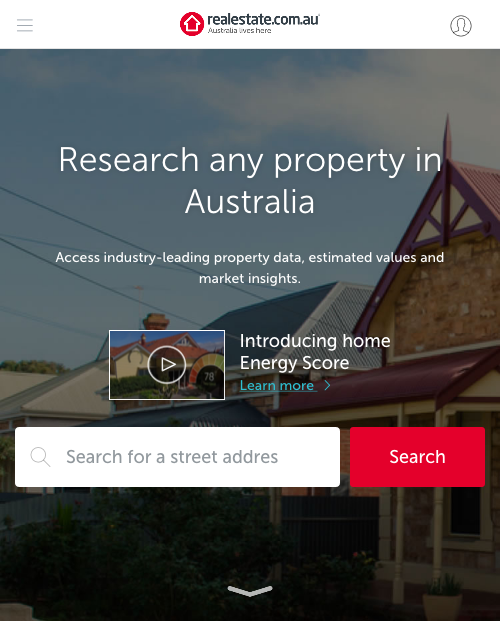 realestate.com.au
Australia lives here
Research any property in
Australia
Access industry-leading property data, estimated values and
market insights.
Introducing home
Energy Score
78
Learn more
Search for a street addres
Search